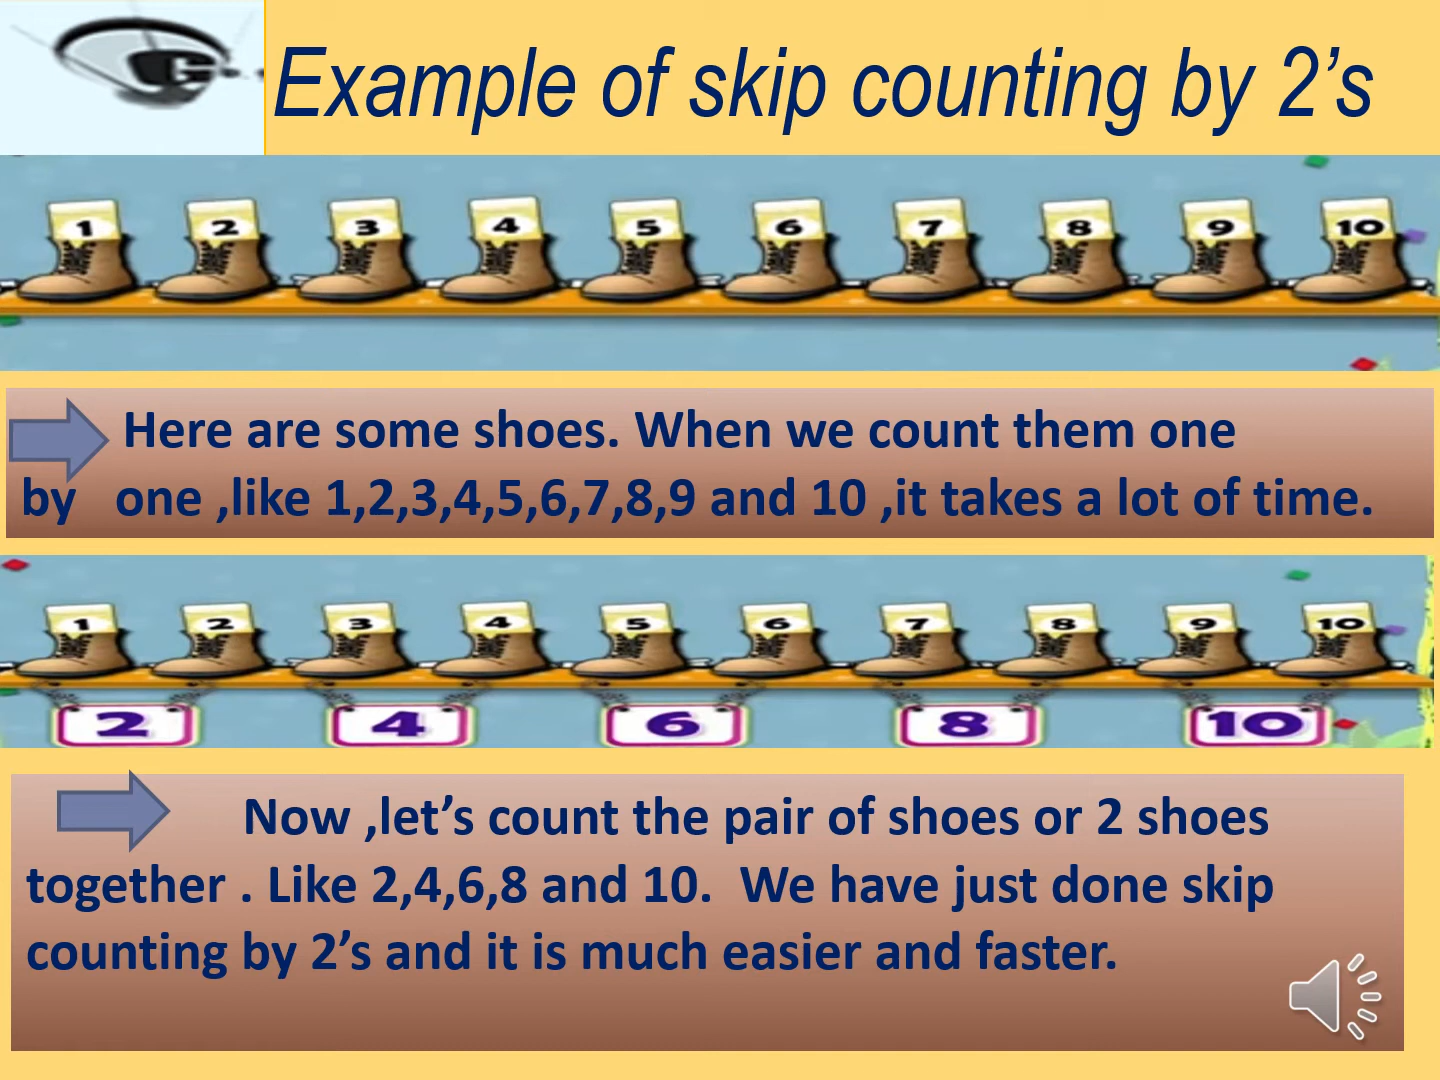 G
Example of skip counting by 2’s
1 2 3 4 5 6 7 8 9 10
Here are some shoes. When we count them one
by one ,like 1,2,3,4,5,6,7,8,9 and 10 ,it takes a lot of time.
1 2 3 4 5 6 7 8 9 10
2 4 6 8 10
Now ,let’s count the pair of shoes or 2 shoes
together . Like 2,4,6,8 and 10. We have just done skip
counting by 2’s and it is much easier and faster.